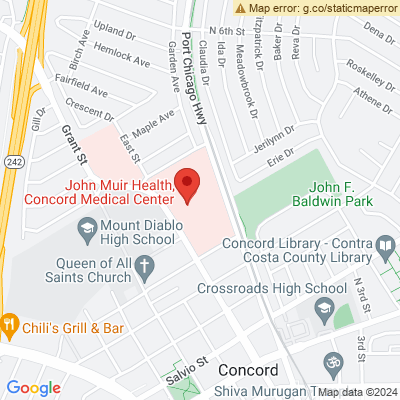 Map error: g.co/staticmaperror
Upland Dr
N 6th St
Birch Ave
Hemlock Ave
Garden Ave
Port Chicago Hwy
Claudia Dr
Ida Dr
Fitzpatrick Dr
Meadowbrook Dr
Baker Dr
Reva Dr
Dena Dr
Roskelley Dr
Athene Dr
Fairfield Ave
Crescent Dr
Gill Dr
Maple Ave
Grant St
East St
Jerilynn Dr
Erie Dr
242
John Muir Health,
Concord Medical Center
John F.
Baldwin Park
Mount Diablo
High School
Concord Library - Contra
Costa County Library
Queen of All
Saints Church
Crossroads High School
N 3rd St
3rd St
Chili's Grill & Bar
Salvio St
Concord
Shiva Murugan
Google
Map data ©2024